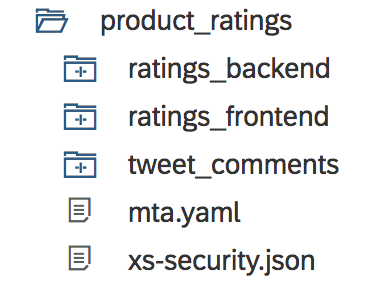 product_ratings
ratings_backend
ratings_frontend
tweet_comments
mta.yaml
xs-security.json